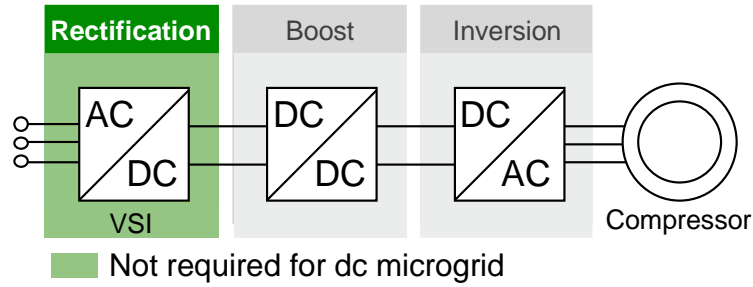 Rectification Boost Inversion
AC DC DC
DC DC AC
VSI Compressor
Not required for dc microgrid